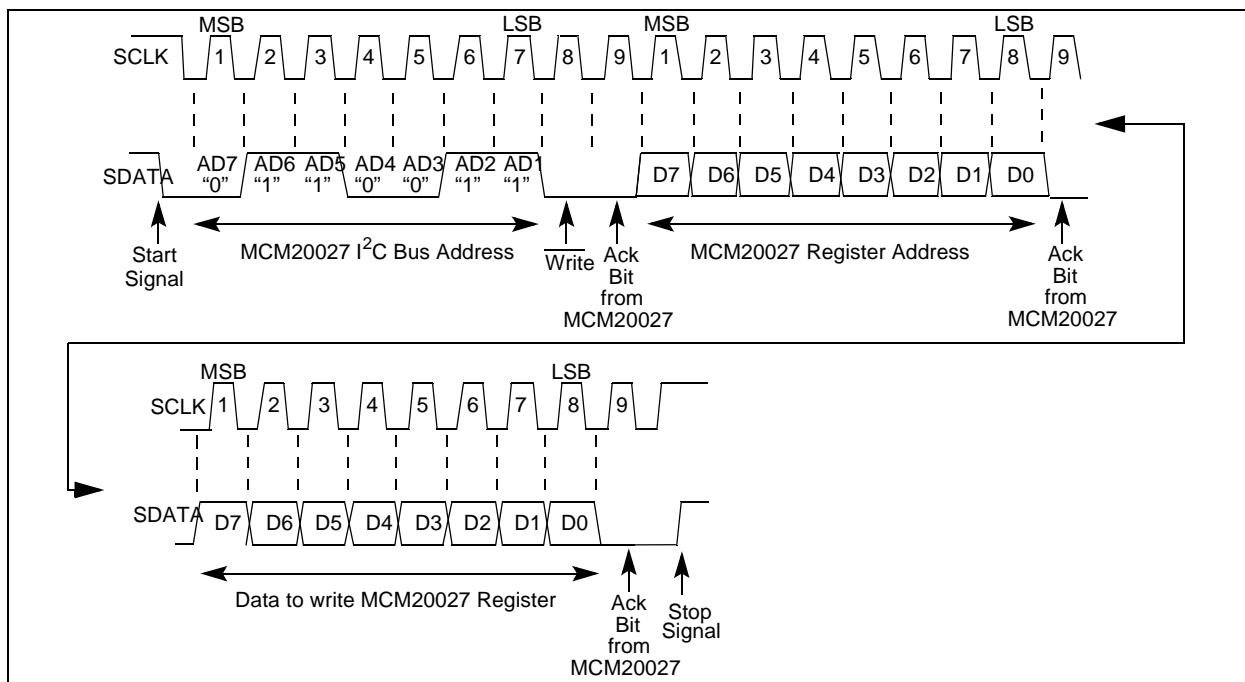 MSB LSB MSB LSB
SCLK 1 2 3 4 5 6 7 8 9 1 2 3 4 5 6 7 8 9
AD7 AD6 AD5 AD4 AD3 AD2 AD1
SDATA “0” “1” “1” “0” “0” “1” “1” D7 D6 D5 D4 D3 D2 D1 D0
MCM20027 I²C Bus Address
MCM20027 Register Address
Start
Signal
Write
Ack
Bit
from
MCM20027
Ack
Bit
from
MCM20027
MSB LSB
SCLK 1 2 3 4 5 6 7 8 9
SDATA D7 D6 D5 D4 D3 D2 D1 D0
Data to write MCM20027 Register
Ack
Bit
from
MCM20027
Stop
Signal